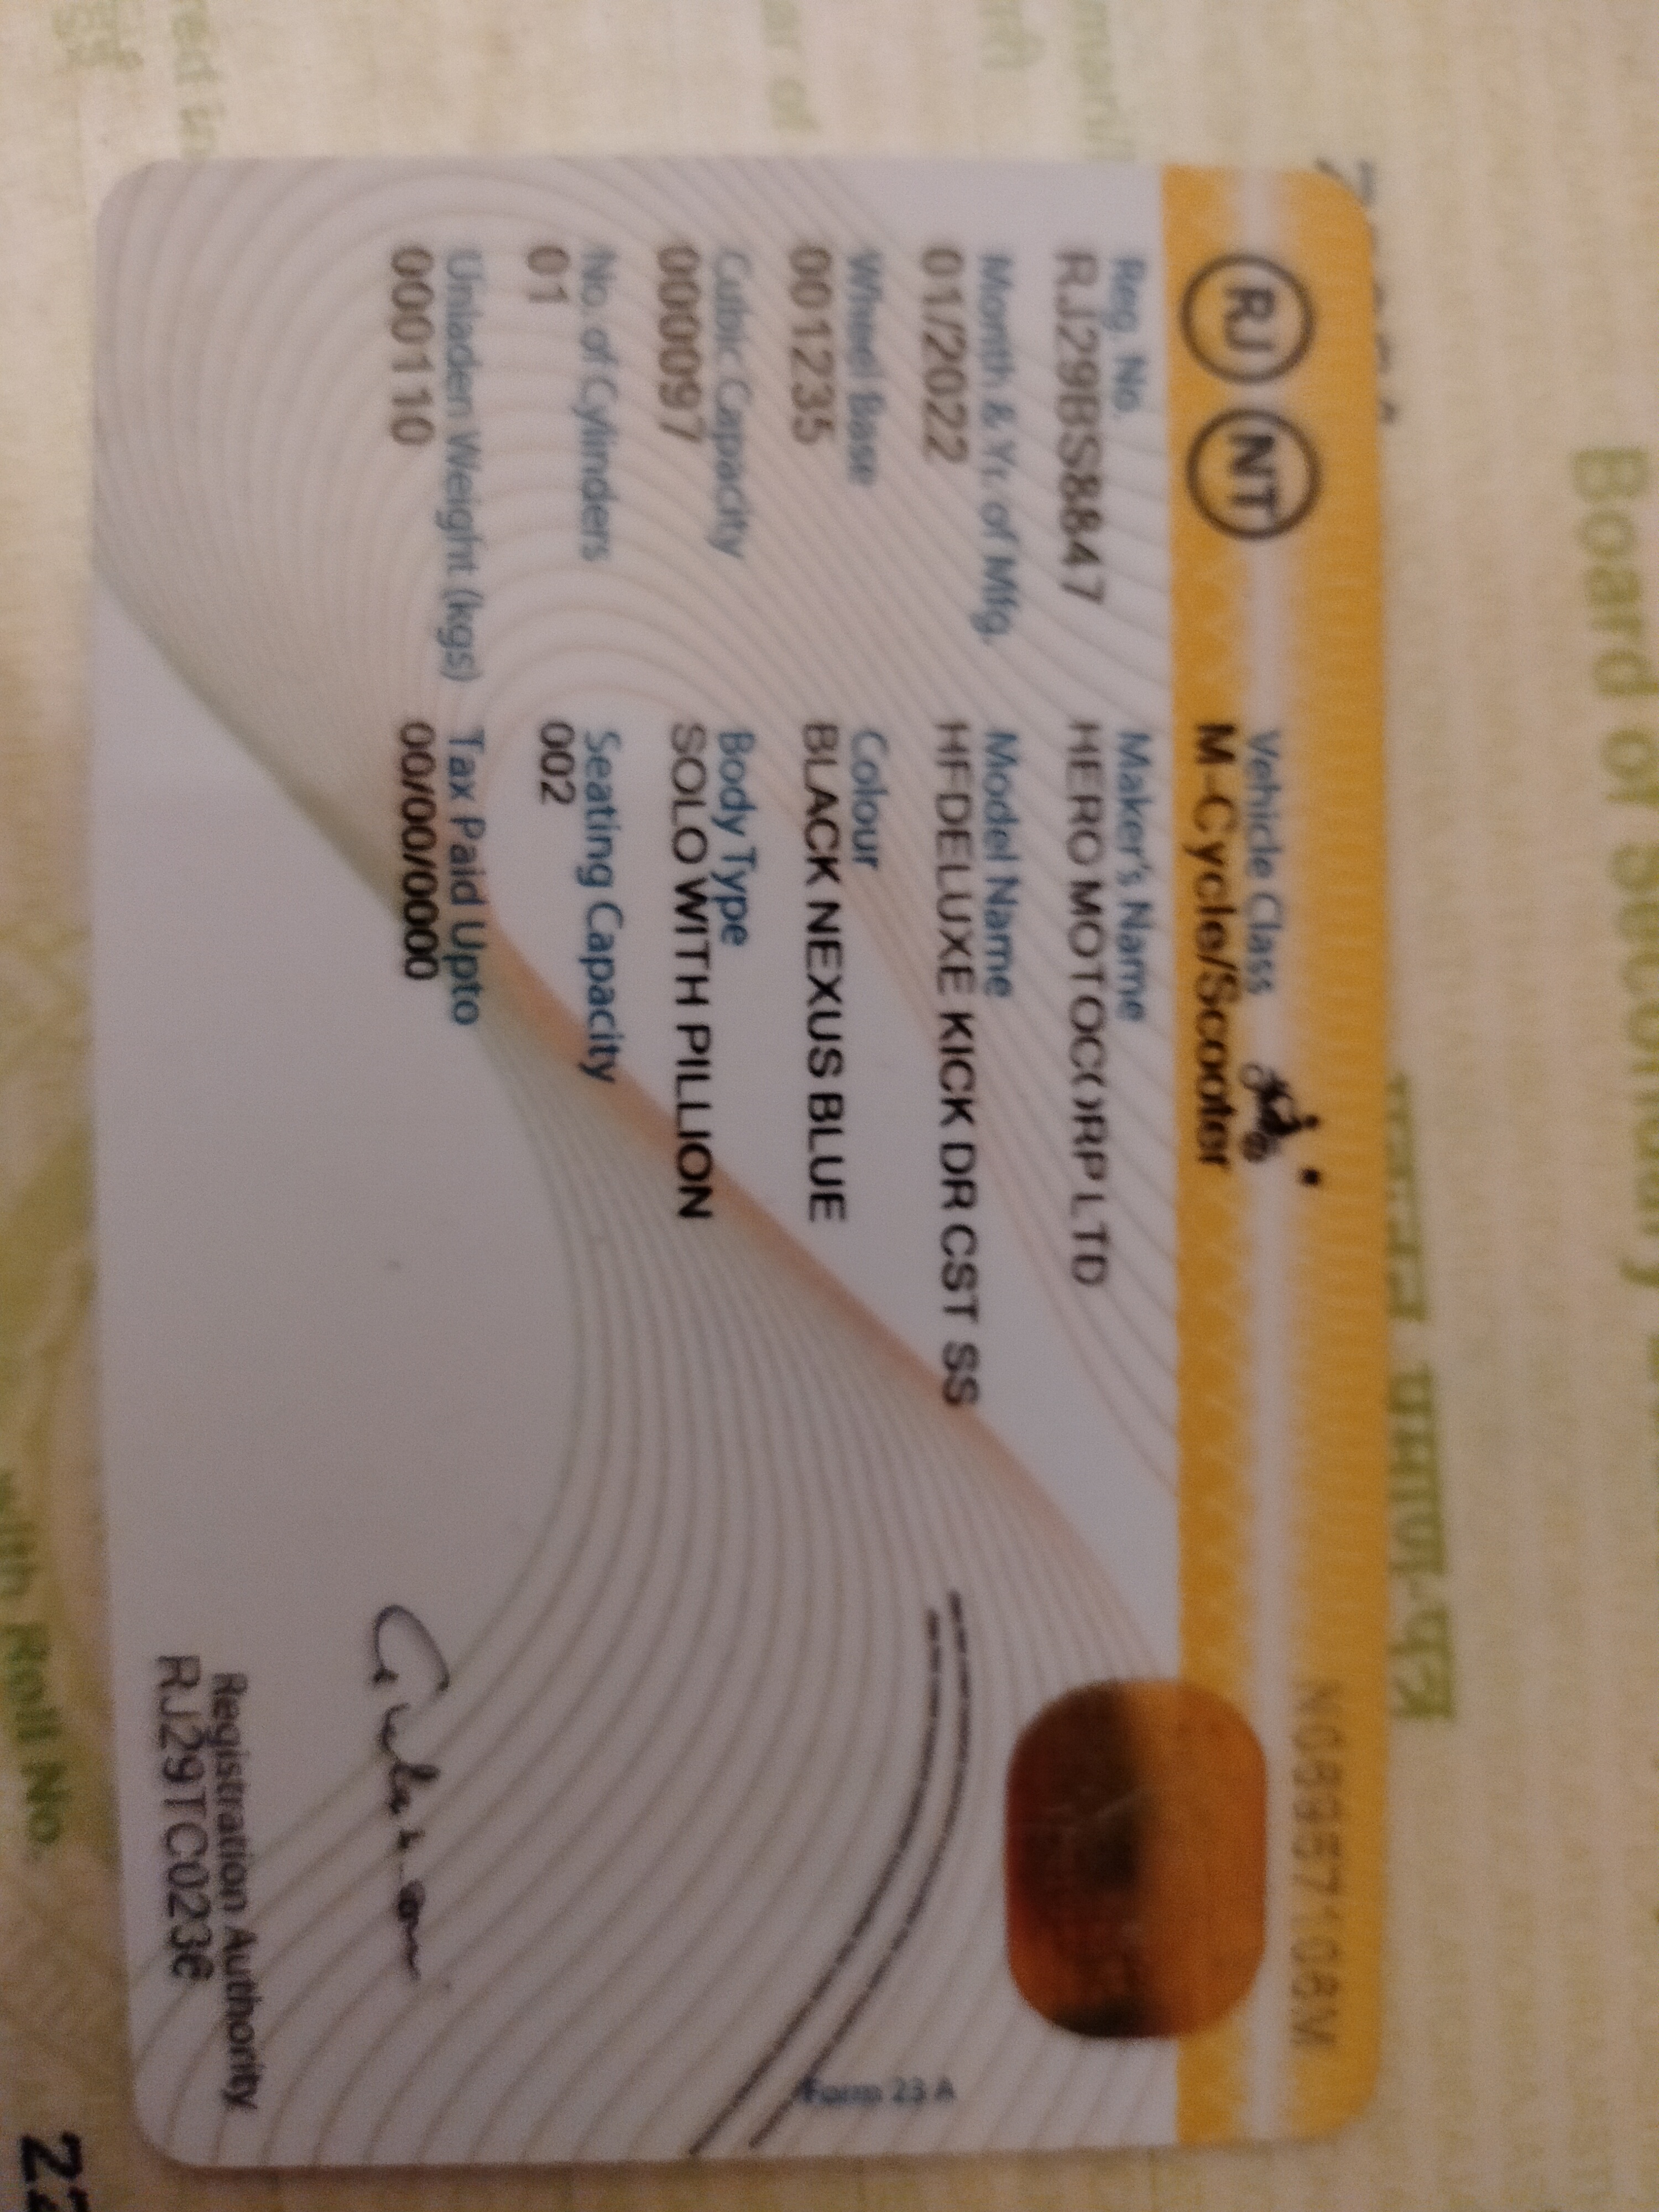 RJ NT
Vehicle Class
M-Cycle/Scooter
Reg. No.
RJ29BS8847
Maker's Name
HERO MOTOCORP LTD
Month & Yr. of Mfg.
01/2022
Model Name
HFDELUXE KICK DR CST SS
Wheel Base
001235
Colour
BLACK NEXUS BLUE
Cubic Capacity
000097
Body Type
SOLO WITH PILLION
No. of Cylinders
01
Seating Capacity
002
Unladen Weight (kgs)
000110
Tax Paid Upto
00/00/0000
Form 23 A
Registration Authority
Board of Secondary
with Roll No.
22